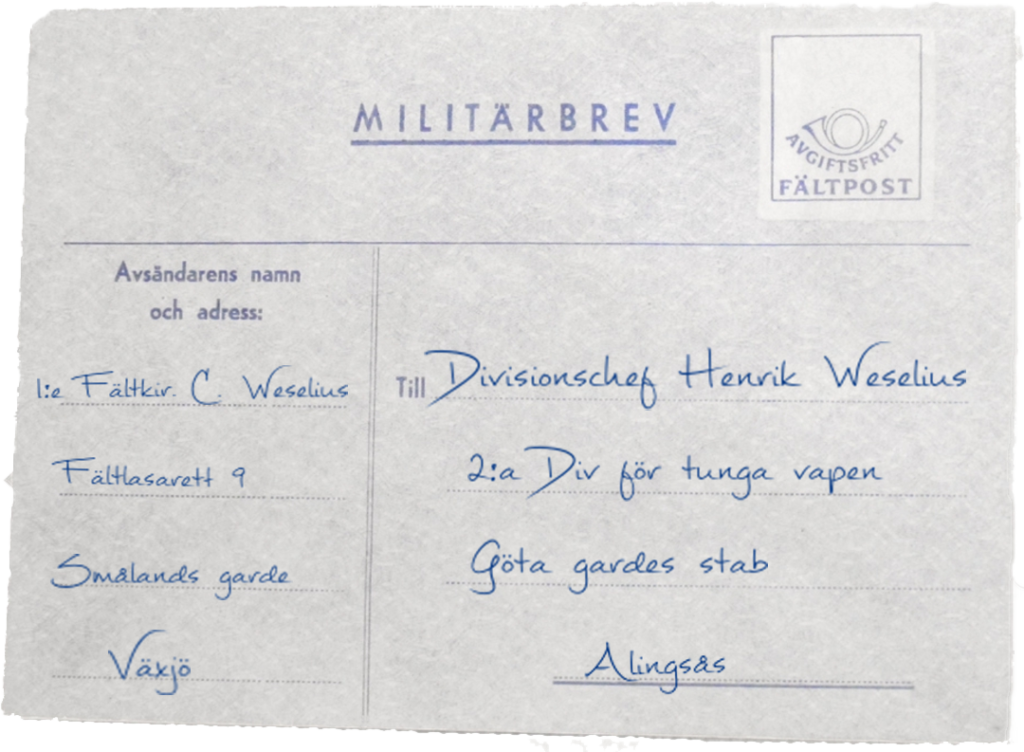 MILITÄRBREV
AVGIFTSFRITT
FÄLTPOST
Avsändarens namn
och adress:
1:e Fältkir. C. Weselius
Fältlasarett 9
Smålands garde
Växjö
Till Divisionschef Henrik Weselius
2:a Div för tunga vapen
Göta gardes stab
Alingsås